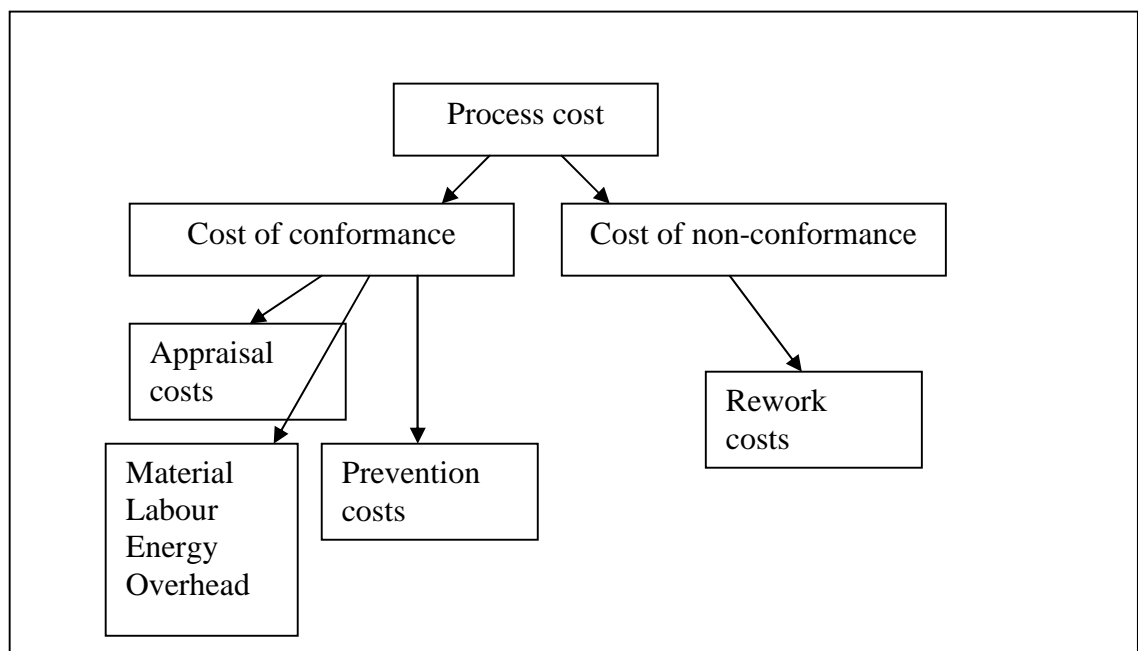 Process cost
Cost of conformance
Cost of non-conformance
Appraisal
costs
Rework
costs
Material
Labour
Energy
Overhead
Prevention
costs